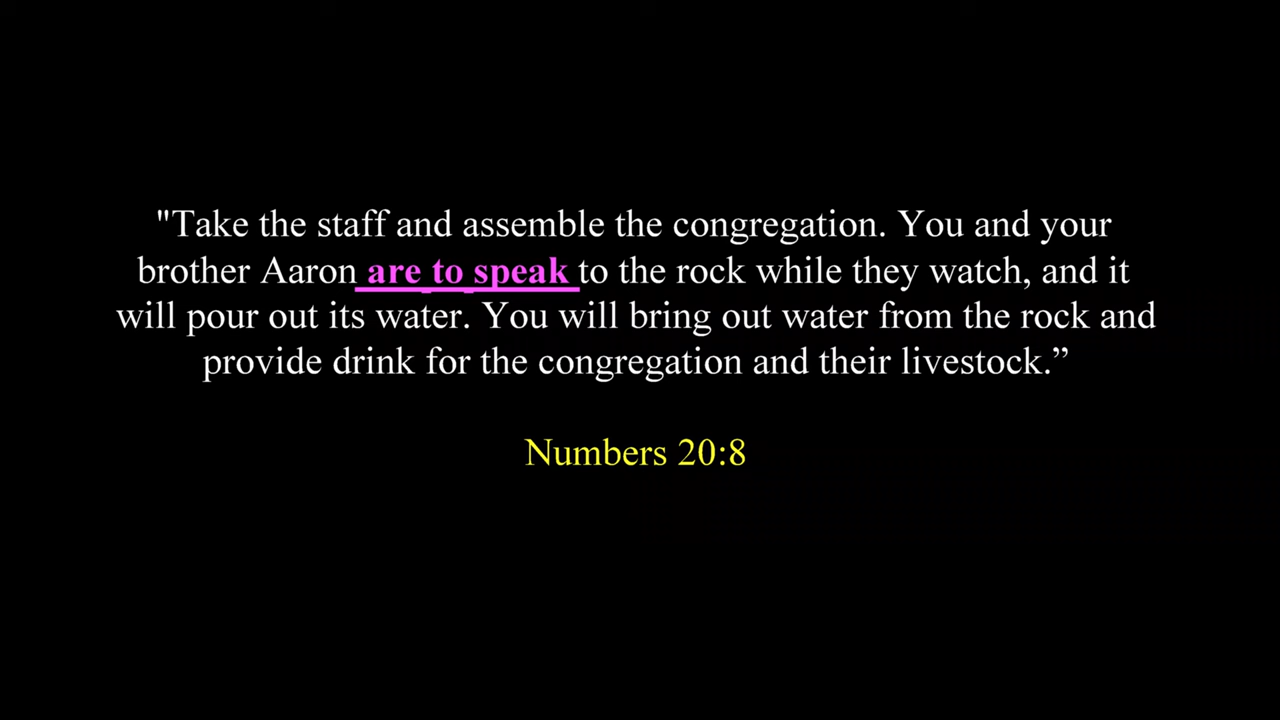 "Take the staff and assemble the congregation. You and your
brother Aaron are to speak to the rock while they watch, and it
will pour out its water. You will bring out water from the rock and
provide drink for the congregation and their livestock.”
Numbers 20:8